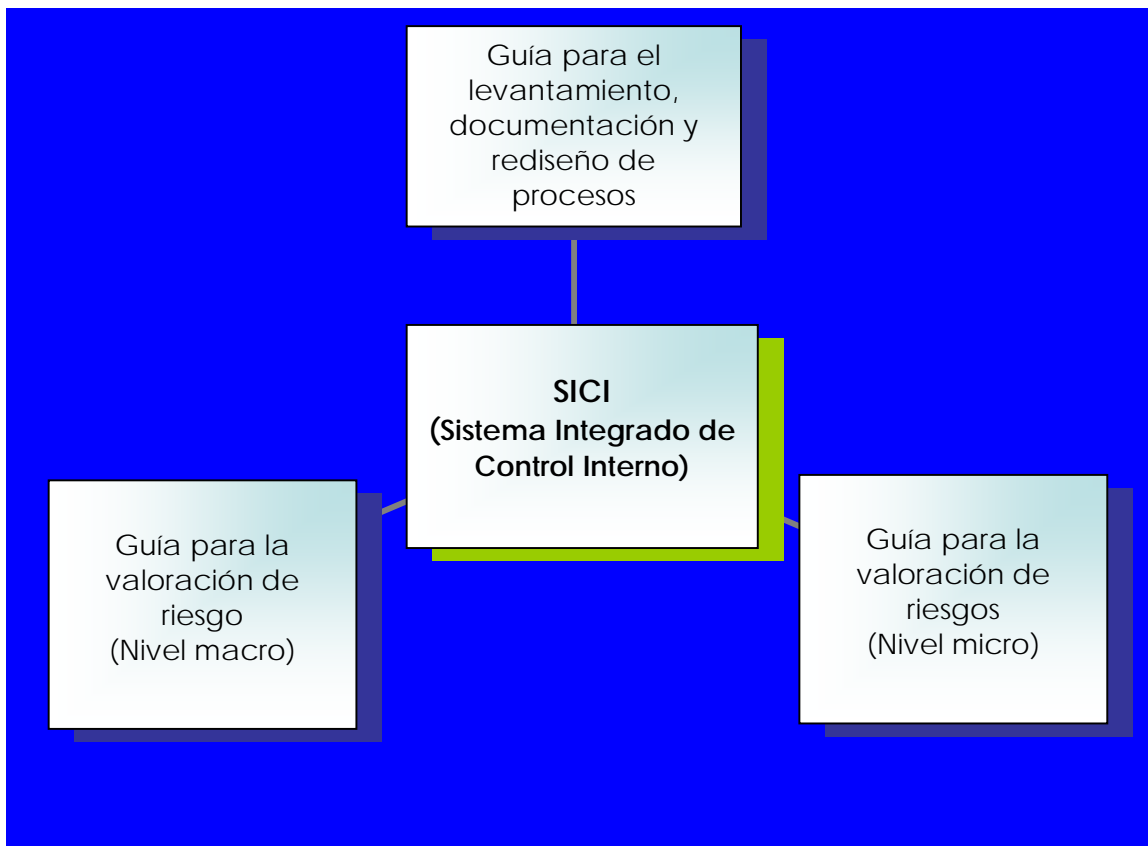 Guía para el
levantamiento,
documentación y
rediseño de
procesos
SICI
(Sistema Integrado de
Control Interno)
Guía para la
valoración de
riesgo
(Nivel macro)
Guía para la
valoración de
riesgos
(Nivel micro)